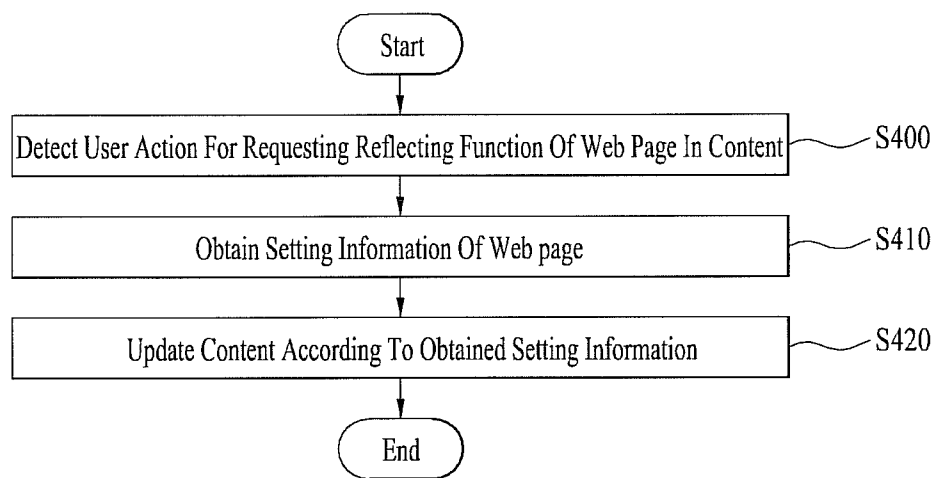 Start
Detect User Action For Requesting Reflecting Function Of Web Page In Content
S400
Obtain Setting Information Of Web page
S410
Update Content According To Obtained Setting Information
S420
End